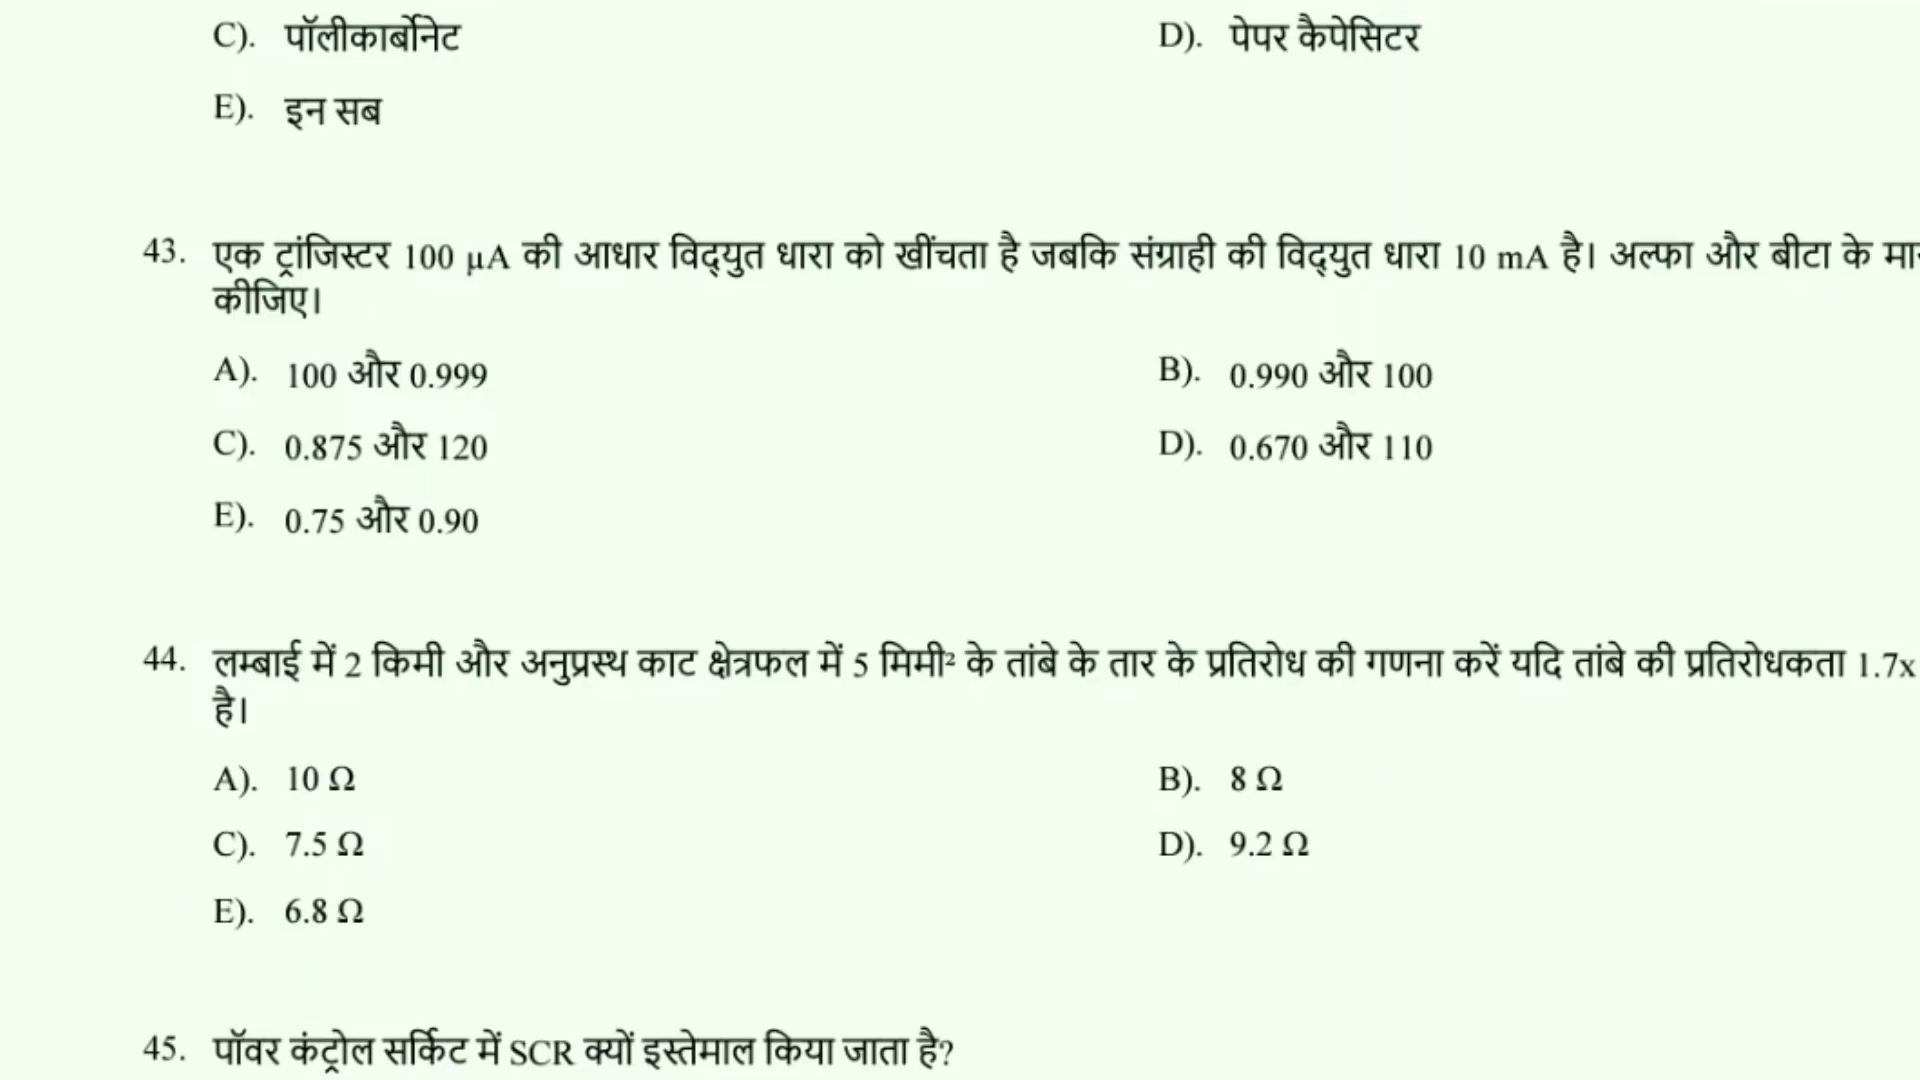 C). पॉलीकार्बोनेट D). पेपर कैपेसिटर
E). इन सब
43. एक ट्रांजिस्टर 100 µA की आधार विद्युत धारा को खींचता है जबकि संग्राही की विद्युत धारा 10 mA है। अल्फा और बीटा के
कीजिए।
A). 100 और 0.999 B). 0.990 और 100
C). 0.875 और 120 D). 0.670 और 110
E). 0.75 और 0.90
44. लम्बाई में 2 किमी और अनुप्रस्थ काट क्षेत्रफल में 5 मिमी² के तांबे के तार के प्रतिरोध की गणना करें यदि तांबे की प्रतिरोधकता 1.7x
है।
A). 10 Ω B). 8 Ω
C). 7.5 Ω D). 9.2 Ω
E). 6.8 Ω
45. पॉवर कंट्रोल सर्किट में SCR क्यों इस्तेमाल किया जाता है?